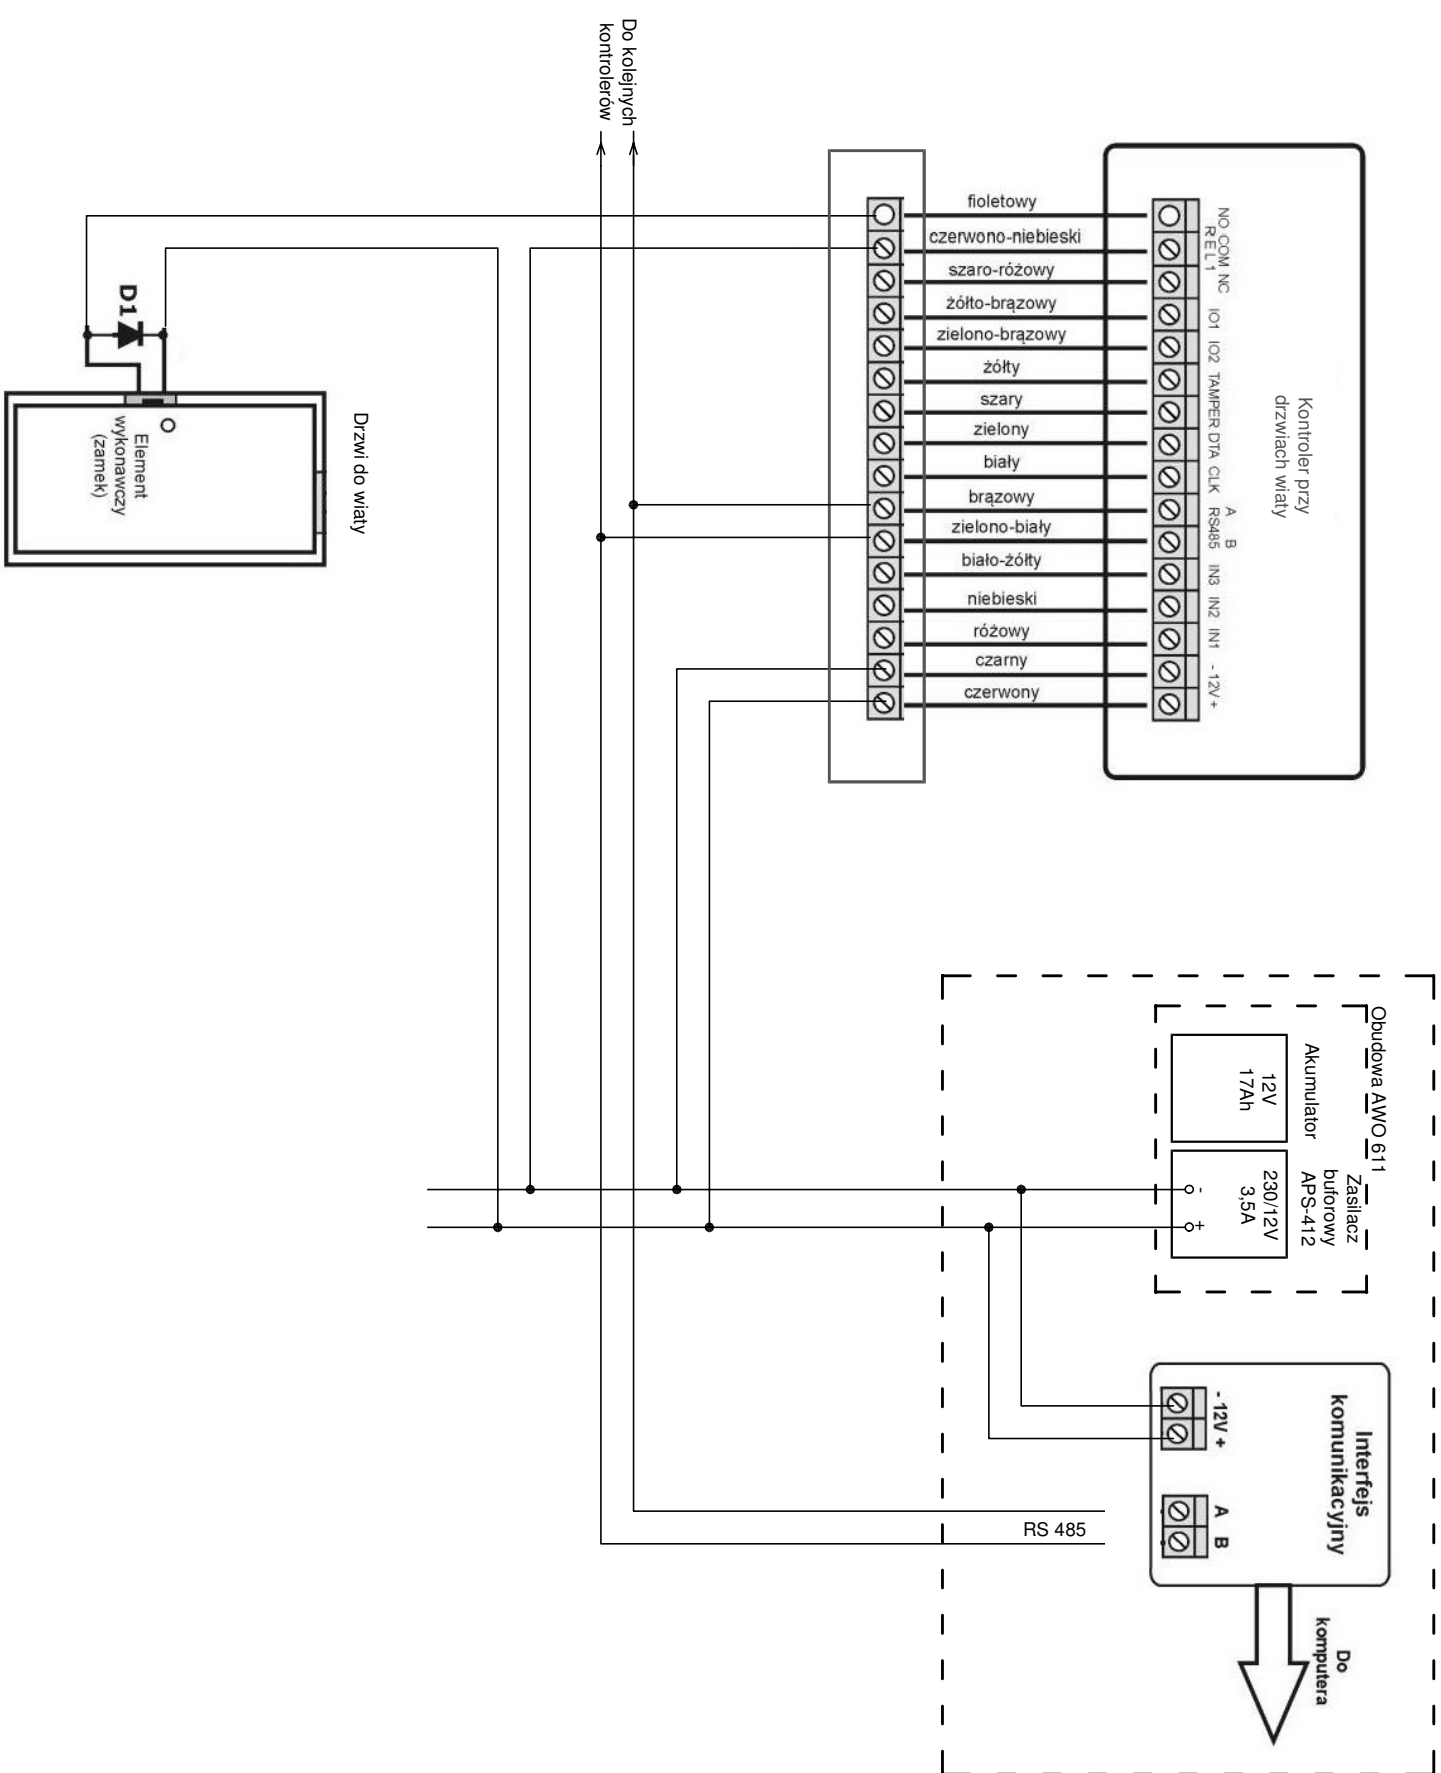 Do kolejnych
kontrolerów
fioletowy
czerwono-niebieski
szaro-różowy
żółto-brązowy
zielono-brązowy
żółty
szary
zielony
biały
brązowy
zielono-biały
biało-żółty
niebieski
różowy
czarny
czerwony
NO COM NC
REL1
IO1 IO2 TAMPER DTA CLK
A B
RS485 IN3 IN2 IN1 - 12V +
Kontroler przy
drzwiach wiaty
D1
Element
wykonawczy
(zamek)
Drzwi do wiaty
Obudowa AWO 611
Akumulator
12V
17Ah
Zasilacz
buforowy
APS-412
230/12V
3,5A
- +
Interfejs
komunikacyjny
- 12V +
A B
RS 485
Do
komputera